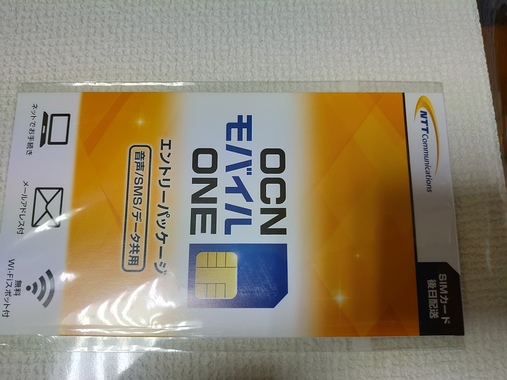 NTT Communications
SIMカード
後日配送
OCN
モバイル
ONE
エントリーパッケージ
音声/SMS/データ共用
ネットでお手続き
メールアドレス付
無料
Wi-Fiスポット付